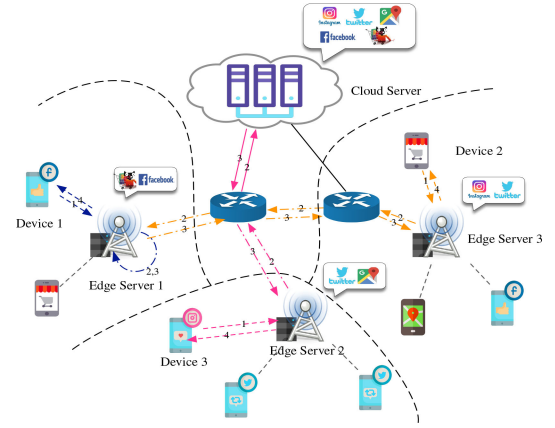 Instagram
twitter
facebook
Cloud Server
3
2
Device 2
1
4
facebook
Instagram
twitter
1
4
Device 1
2
3
2
3
2
3
Edge Server 3
2,3
Edge Server 1
3
2
twitter
1
4
Device 3
Edge Server 2